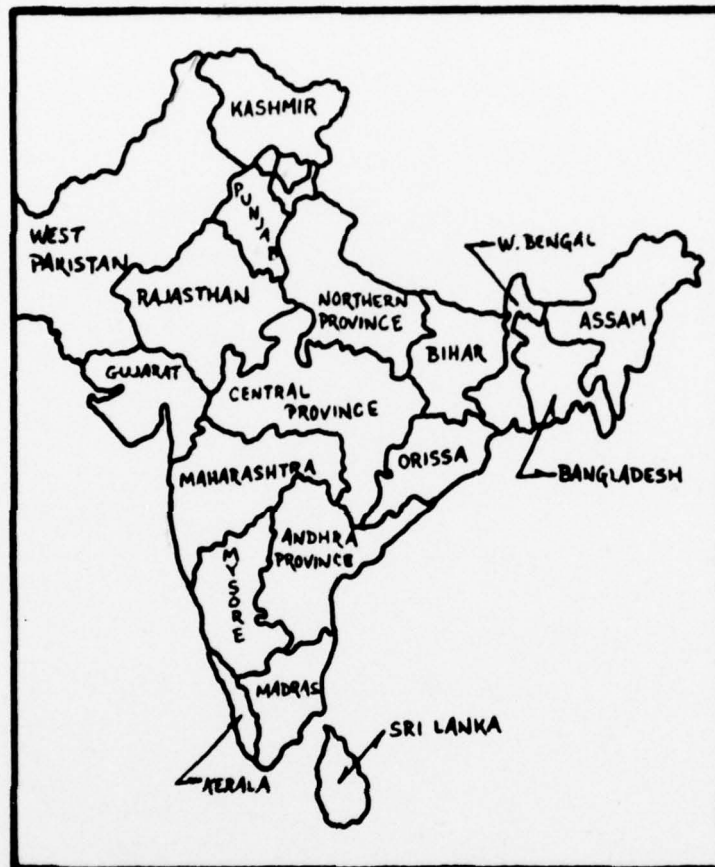 KASHMIR
PUNJAB
WEST
PAKISTAN
W. BENGAL
RAJASTHAN
NORTHERN
PROVINCE
ASSAM
BIHAR
GUJARAT
CENTRAL
PROVINCE
ORISSA
MAHARASHTRA
BANGLADESH
ANDHRA
PROVINCE
MYSORE
MADRAS
SRI LANKA
KERALA